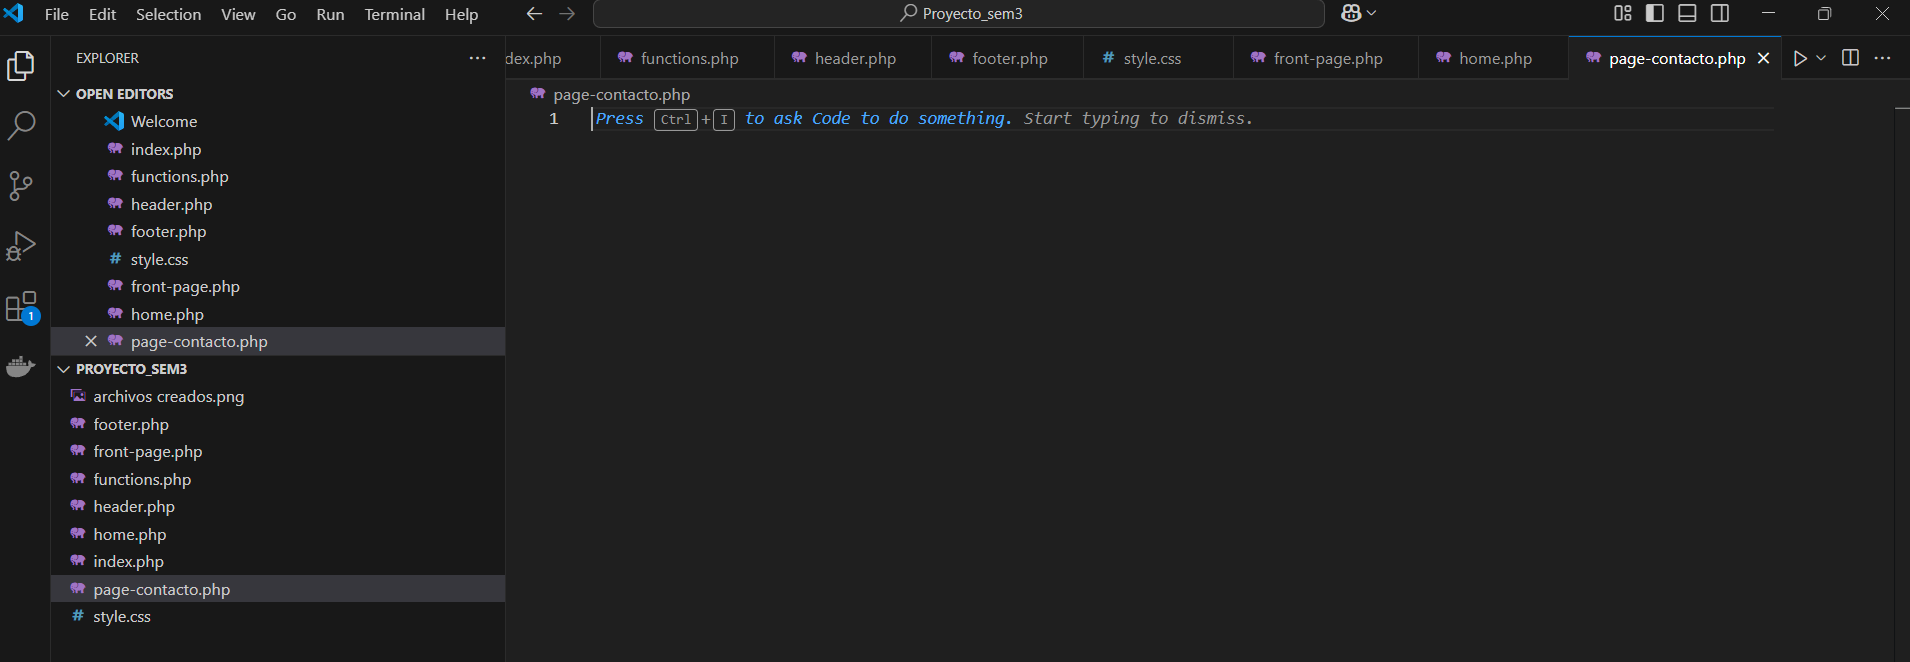 File Edit Selection View Go Run Terminal Help Proyecto_sem3
EXPLORER
dex.php functions.php header.php footer.php style.css front-page.php home.php page-contacto.php
OPEN EDITORS
Welcome
index.php
functions.php
header.php
footer.php
style.css
front-page.php
home.php
page-contacto.php
PROYECTO_SEM3
archivos creados.png
footer.php
front-page.php
functions.php
header.php
home.php
index.php
page-contacto.php
style.css
1
page-contacto.php
1 Press Ctrl+I to ask Code to do something. Start typing to dismiss.